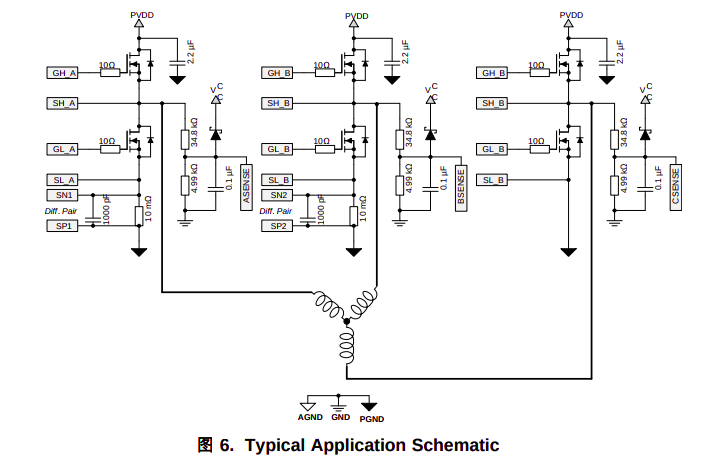 PVDD
PVDD
PVDD
GH_A
10Ω
2.2 µF
GH_B
10Ω
2.2 µF
GH_B
10Ω
2.2 µF
SH_A
VCC
SH_B
VCC
SH_B
VCC
GL_A
10Ω
34.8 kΩ
GL_B
10Ω
34.8 kΩ
GL_B
10Ω
34.8 kΩ
SL_A
4.99 kΩ
0.1 µF
ASENSE
SL_B
4.99 kΩ
0.1 µF
BSENSE
SL_B
4.99 kΩ
0.1 µF
CSENSE
SN1
SN2
Diff. Pair
1000 pF
10 mΩ
Diff. Pair
1000 pF
10 mΩ
SP1
SP2
AGND
GND
PGND
图 6. Typical Application Schematic